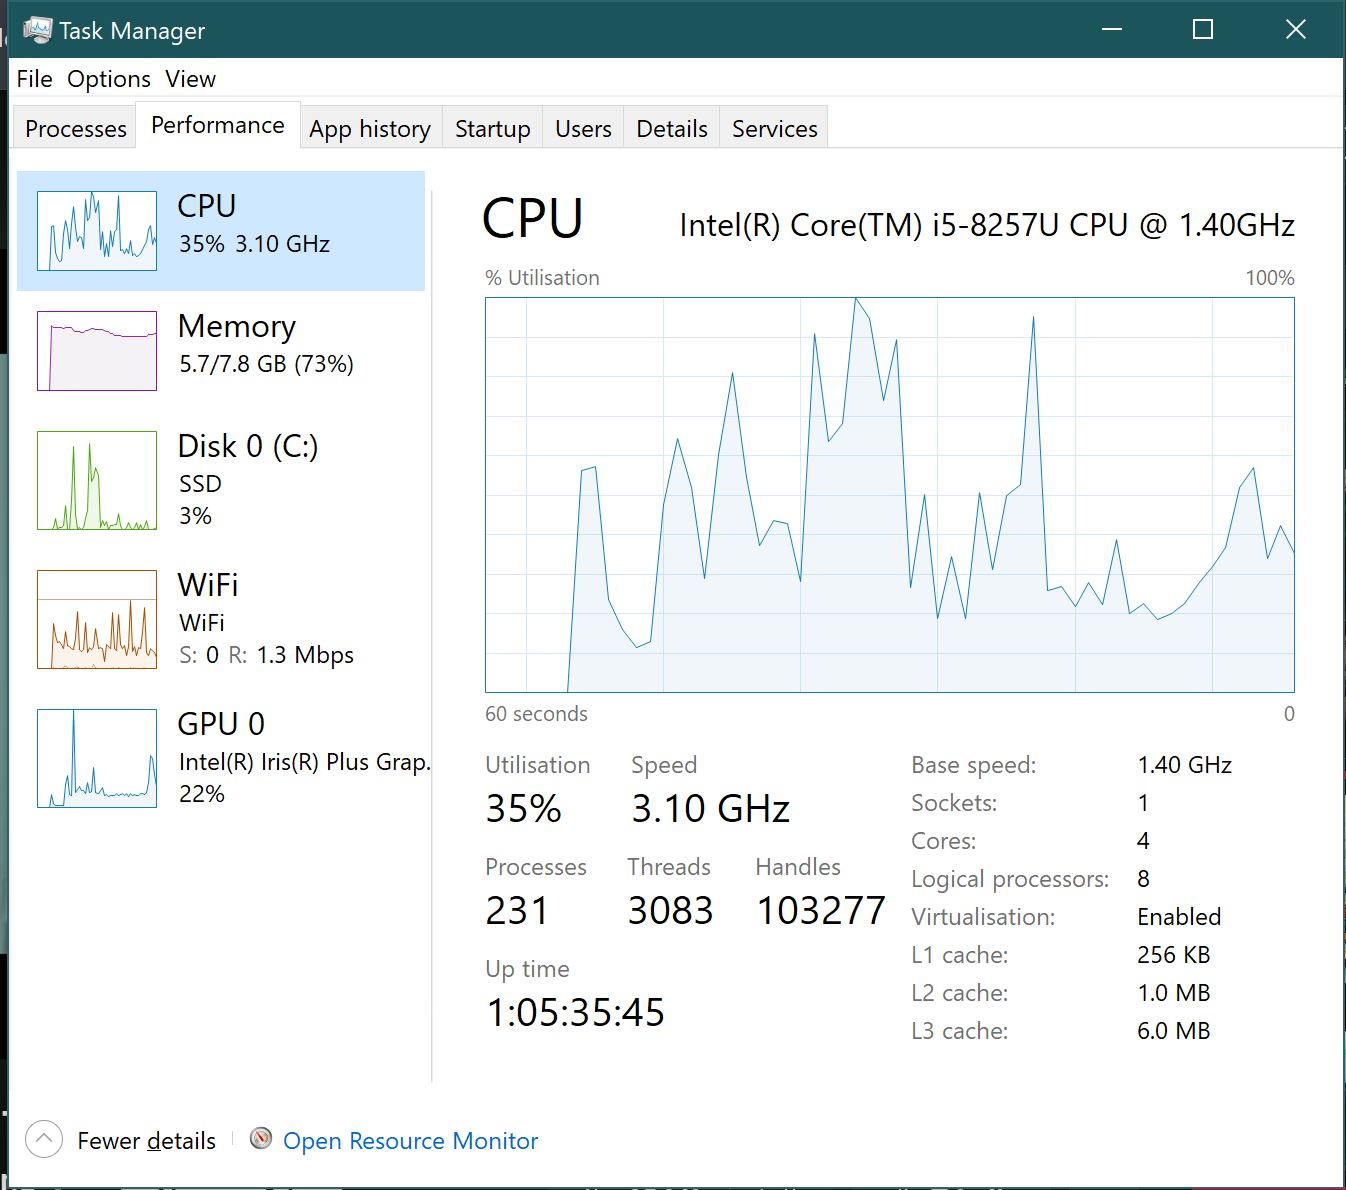 Task Manager
File Options View
Processes Performance App history Startup Users Details Services
CPU
35% 3.10 GHz
Memory
5.7/7.8 GB (73%)
Disk 0 (C:)
SSD
3%
WiFi
WiFi
S: 0 R: 1.3 Mbps
GPU 0
Intel(R) Iris(R) Plus Grap.
22%
CPU Intel(R) Core(TM) i5-8257U CPU @ 1.40GHz
% Utilisation 100%
60 seconds 0
Utilisation Speed
35% 3.10 GHz
Processes Threads Handles
231 3083 103277
Up time
1:05:35:45
Base speed: 1.40 GHz
Sockets: 1
Cores: 4
Logical processors: 8
Virtualisation: Enabled
L1 cache: 256 KB
L2 cache: 1.0 MB
L3 cache: 6.0 MB
Fewer details Open Resource Monitor